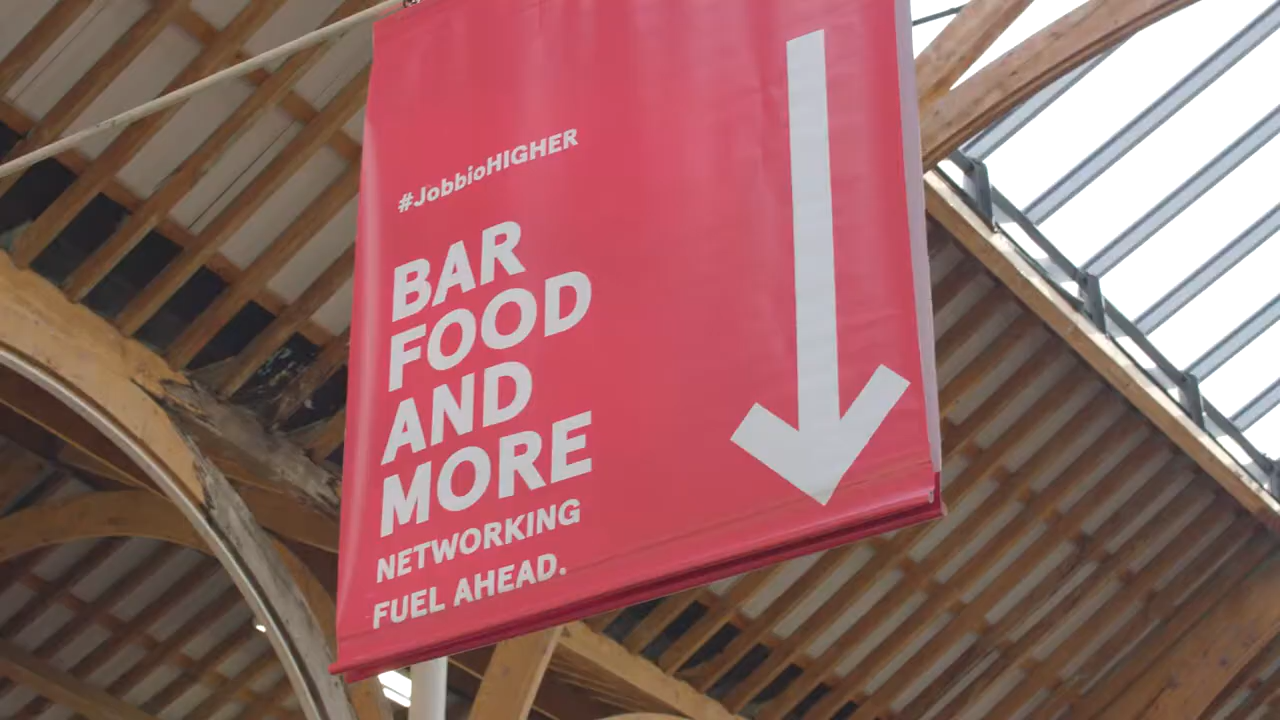 #JobbioHIGHER
BAR
FOOD
AND
MORE
NETWORKING
FUEL AHEAD.